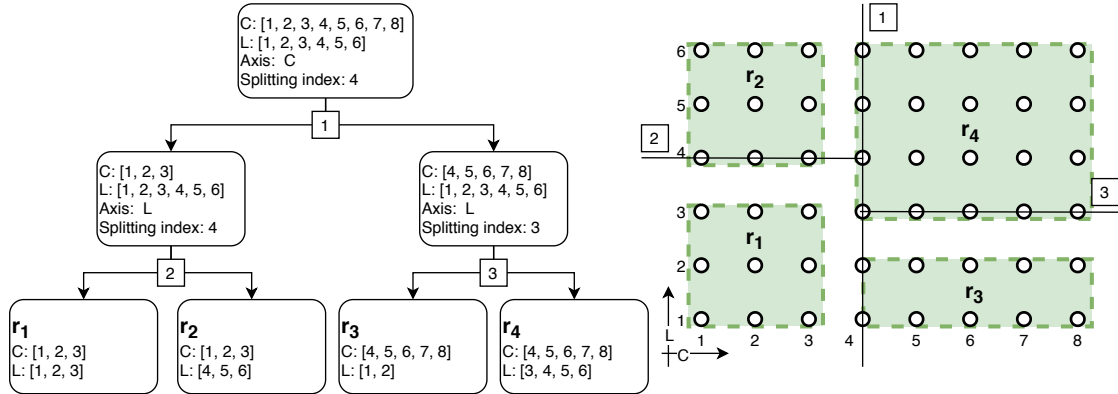 C: [1, 2, 3, 4, 5, 6, 7, 8]
L: [1, 2, 3, 4, 5, 6]
Axis: C
Splitting index: 4
1
C: [1, 2, 3]
L: [1, 2, 3, 4, 5, 6]
Axis: L
Splitting index: 4
C: [4, 5, 6, 7, 8]
L: [1, 2, 3, 4, 5, 6]
Axis: L
Splitting index: 3
2
3
r1
C: [1, 2, 3]
L: [1, 2, 3]
r2
C: [1, 2, 3]
L: [4, 5, 6]
r3
C: [4, 5, 6, 7, 8]
L: [1, 2]
r4
C: [4, 5, 6, 7, 8]
L: [3, 4, 5, 6]
1
6
r2
5
r4
2
4
3
3
r1
2
r3
1
L
C
1 2 3 4 5 6 7 8